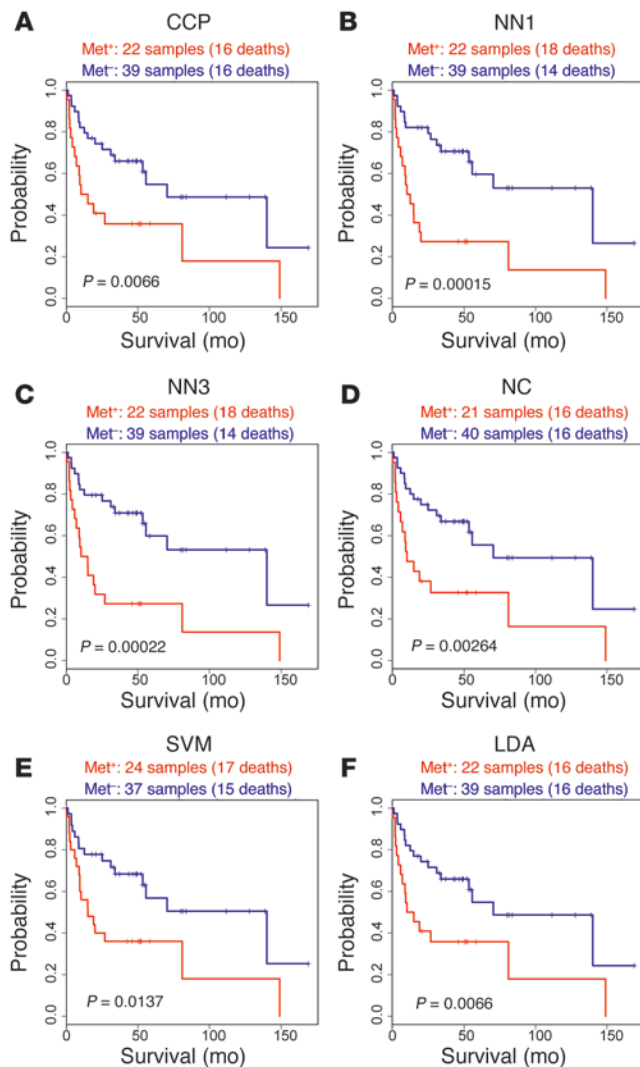 A CCP
Met⁺: 22 samples (16 deaths)
Met⁻: 39 samples (16 deaths)
Probability
1.0
0.8
0.6
0.4
0.2
0.0
P = 0.0066
0 50 100 150
Survival (mo)
B NN1
Met⁺: 22 samples (18 deaths)
Met⁻: 39 samples (14 deaths)
Probability
1.0
0.8
0.6
0.4
0.2
0.0
P = 0.00015
0 50 100 150
Survival (mo)
C NN3
Met⁺: 22 samples (18 deaths)
Met⁻: 39 samples (14 deaths)
Probability
1.0
0.8
0.6
0.4
0.2
0.0
P = 0.00022
0 50 100 150
Survival (mo)
D NC
Met⁺: 21 samples (16 deaths)
Met⁻: 40 samples (16 deaths)
Probability
1.0
0.8
0.6
0.4
0.2
0.0
P = 0.00264
0 50 100 150
Survival (mo)
E SVM
Met⁺: 24 samples (17 deaths)
Met⁻: 37 samples (15 deaths)
Probability
1.0
0.8
0.6
0.4
0.2
0.0
P = 0.0137
0 50 100 150
Survival (mo)
F LDA
Met⁺: 22 samples (16 deaths)
Met⁻: 39 samples (16 deaths)
Probability
1.0
0.8
0.6
0.4
0.2
0.0
P = 0.0066
0 50 100 150
Survival (mo)